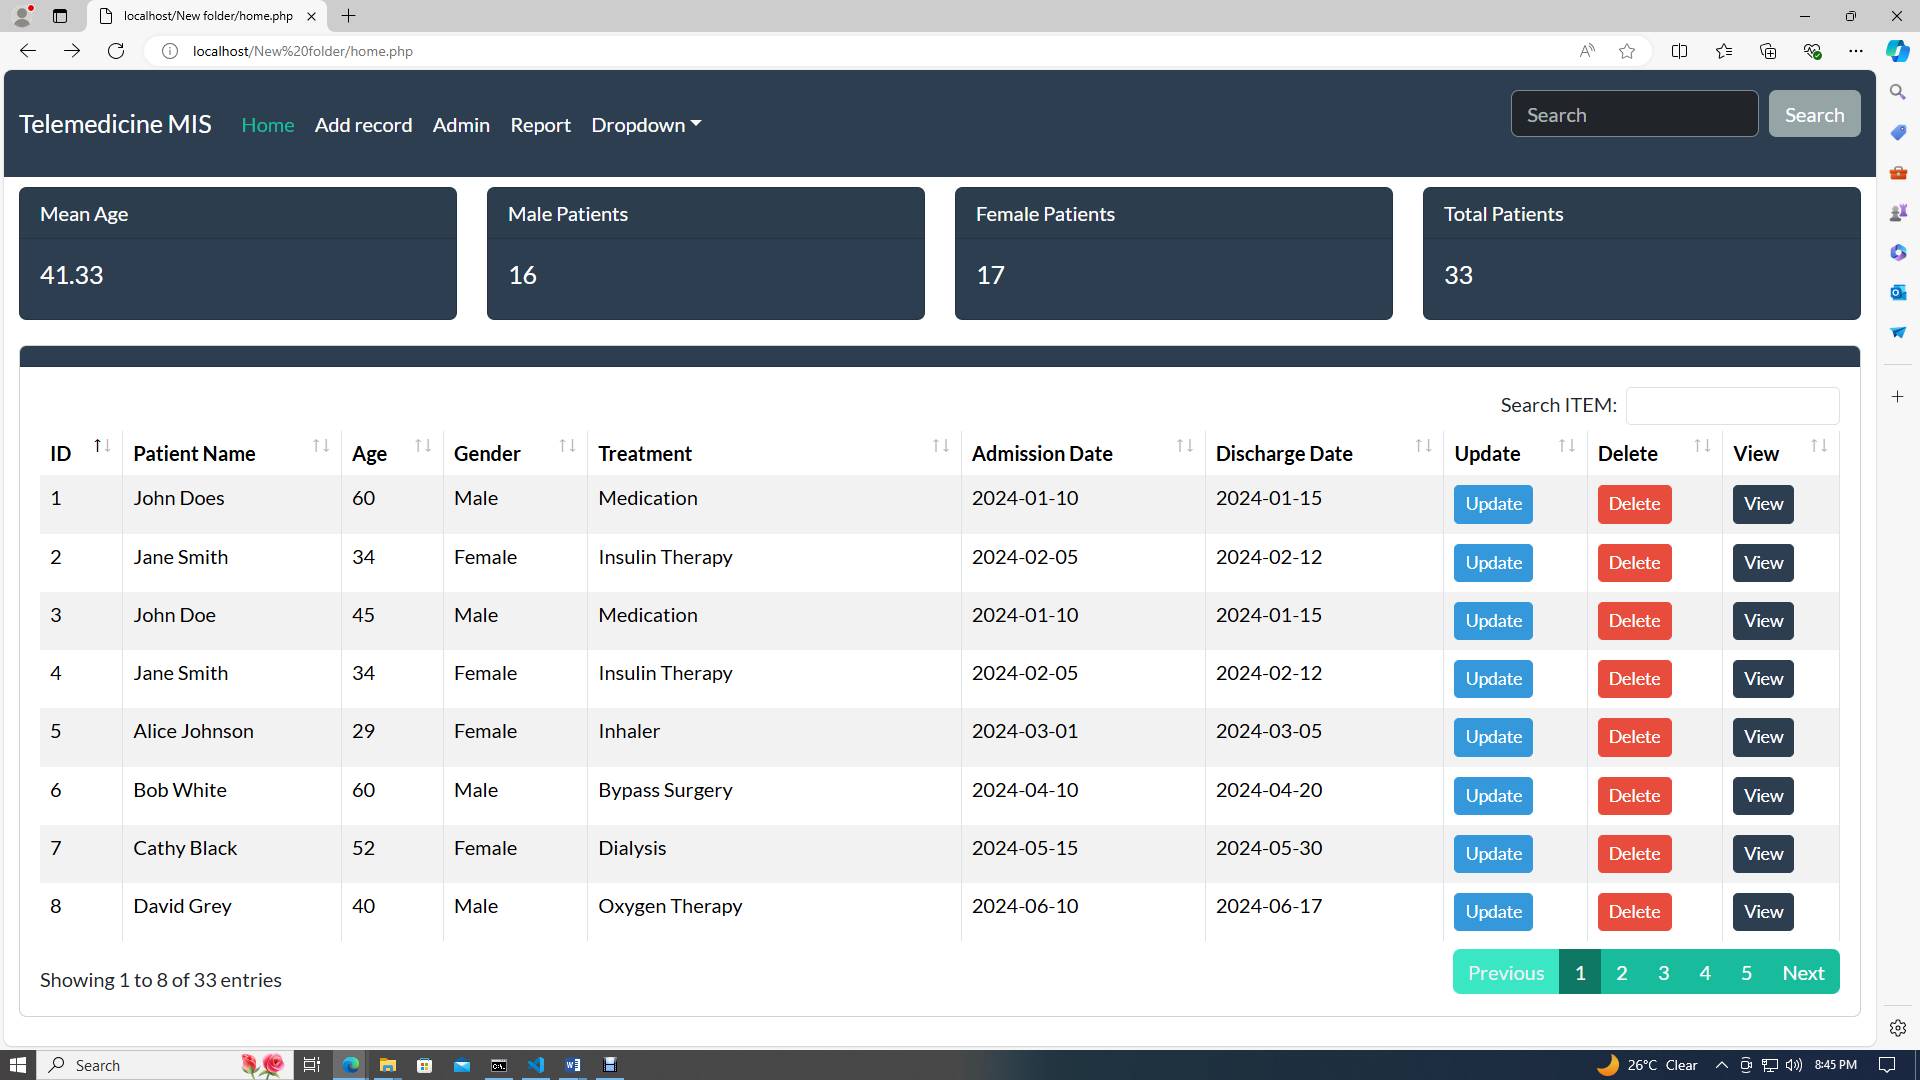 localhost/New folder/home.php
localhost/New%20folder/home.php
Telemedicine MIS Home Add record Admin Report Dropdown Search Search
Mean Age Male Patients Female Patients Total Patients
41.33 16 17 33
Search ITEM:
ID Patient Name Age Gender Treatment Admission Date Discharge Date Update Delete View
1 John Does 60 Male Medication 2024-01-10 2024-01-15 Update Delete View
2 Jane Smith 34 Female Insulin Therapy 2024-02-05 2024-02-12 Update Delete View
3 John Doe 45 Male Medication 2024-01-10 2024-01-15 Update Delete View
4 Jane Smith 34 Female Insulin Therapy 2024-02-05 2024-02-12 Update Delete View
5 Alice Johnson 29 Female Inhaler 2024-03-01 2024-03-05 Update Delete View
6 Bob White 60 Male Bypass Surgery 2024-04-10 2024-04-20 Update Delete View
7 Cathy Black 52 Female Dialysis 2024-05-15 2024-05-30 Update Delete View
8 David Grey 40 Male Oxygen Therapy 2024-06-10 2024-06-17 Update Delete View
Showing 1 to 8 of 33 entries Previous 1 2 3 4 5 Next
Search 26°C Clear 8:45 PM